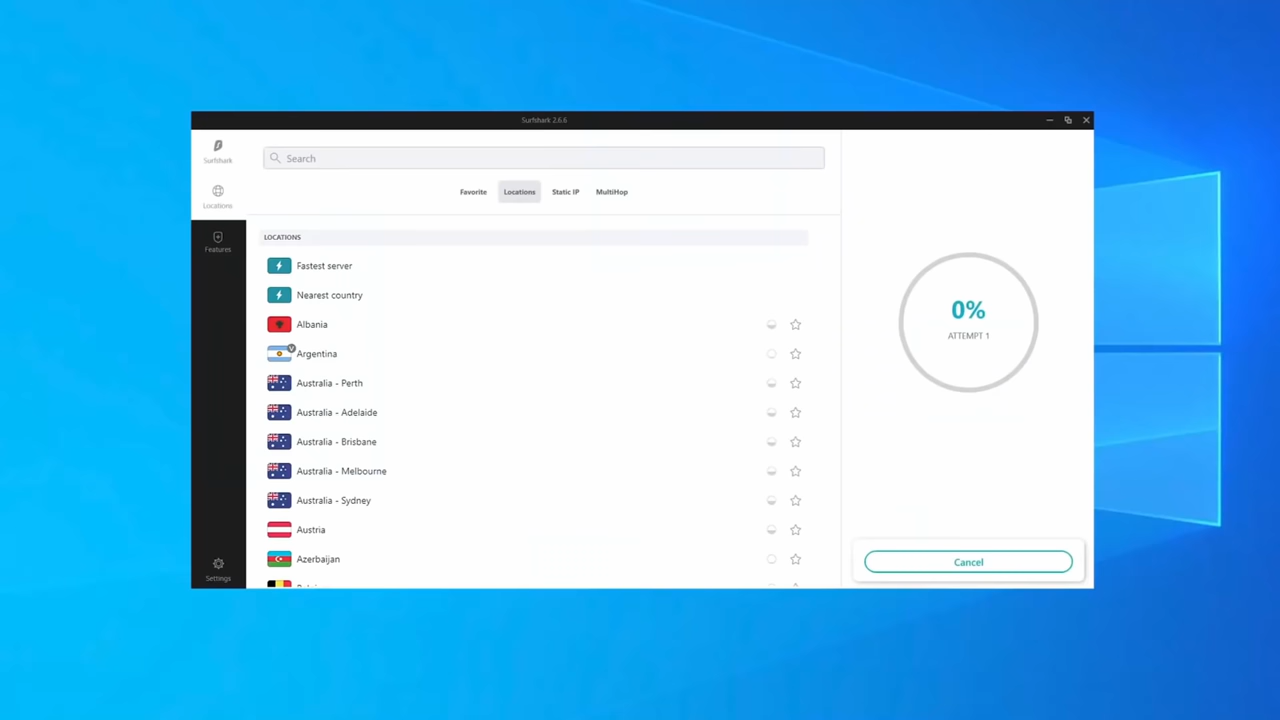 Surfshark 2.6.6
Surfshark
Locations
Features
Settings
Search
Favorite Locations Static IP MultiHop
LOCATIONS
Fastest server
Nearest country
Albania
Argentina
Australia - Perth
Australia - Adelaide
Australia - Brisbane
Australia - Melbourne
Australia - Sydney
Austria
Azerbaijan
0%
ATTEMPT 1
Cancel